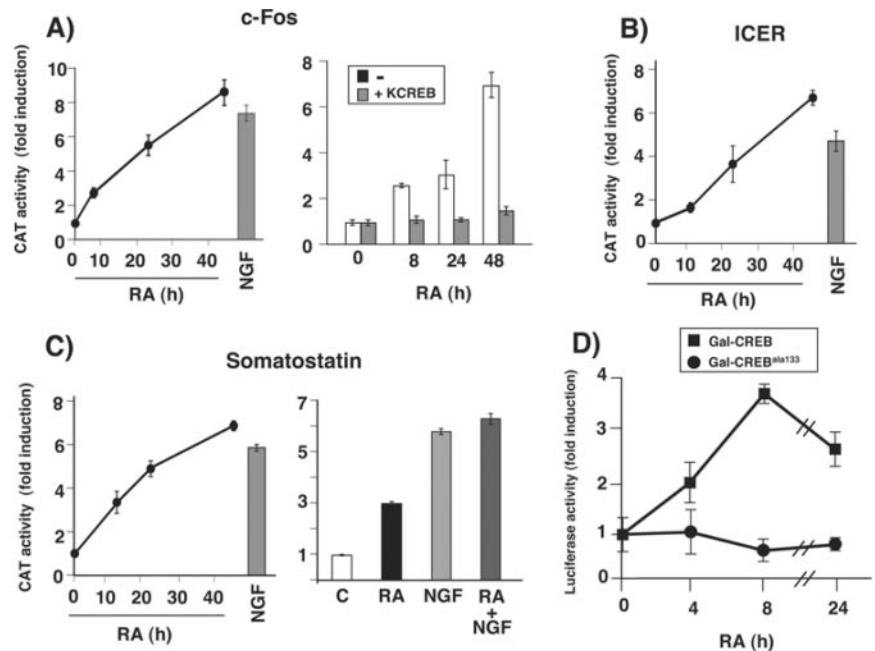 A)
c-Fos
CAT activity (fold induction)
10
8
6
4
2
0
0 10 20 30 40
RA (h)
NGF
CAT activity (fold induction)
8
6
4
2
0
-
+ KCREB
0 8 24 48
RA (h)
B)
ICER
CAT activity (fold induction)
8
6
4
2
0
0 10 20 30 40
RA (h)
NGF
C)
Somatostatin
CAT activity (fold induction)
8
6
4
2
0
0 10 20 30 40
RA (h)
NGF
7
5
3
1
C RA NGF RA
+
NGF
D)
Gal-CREB
Gal-CREBala133
Luciferase activity (fold induction)
4
3
2
1
0
0 4 8 24
RA (h)